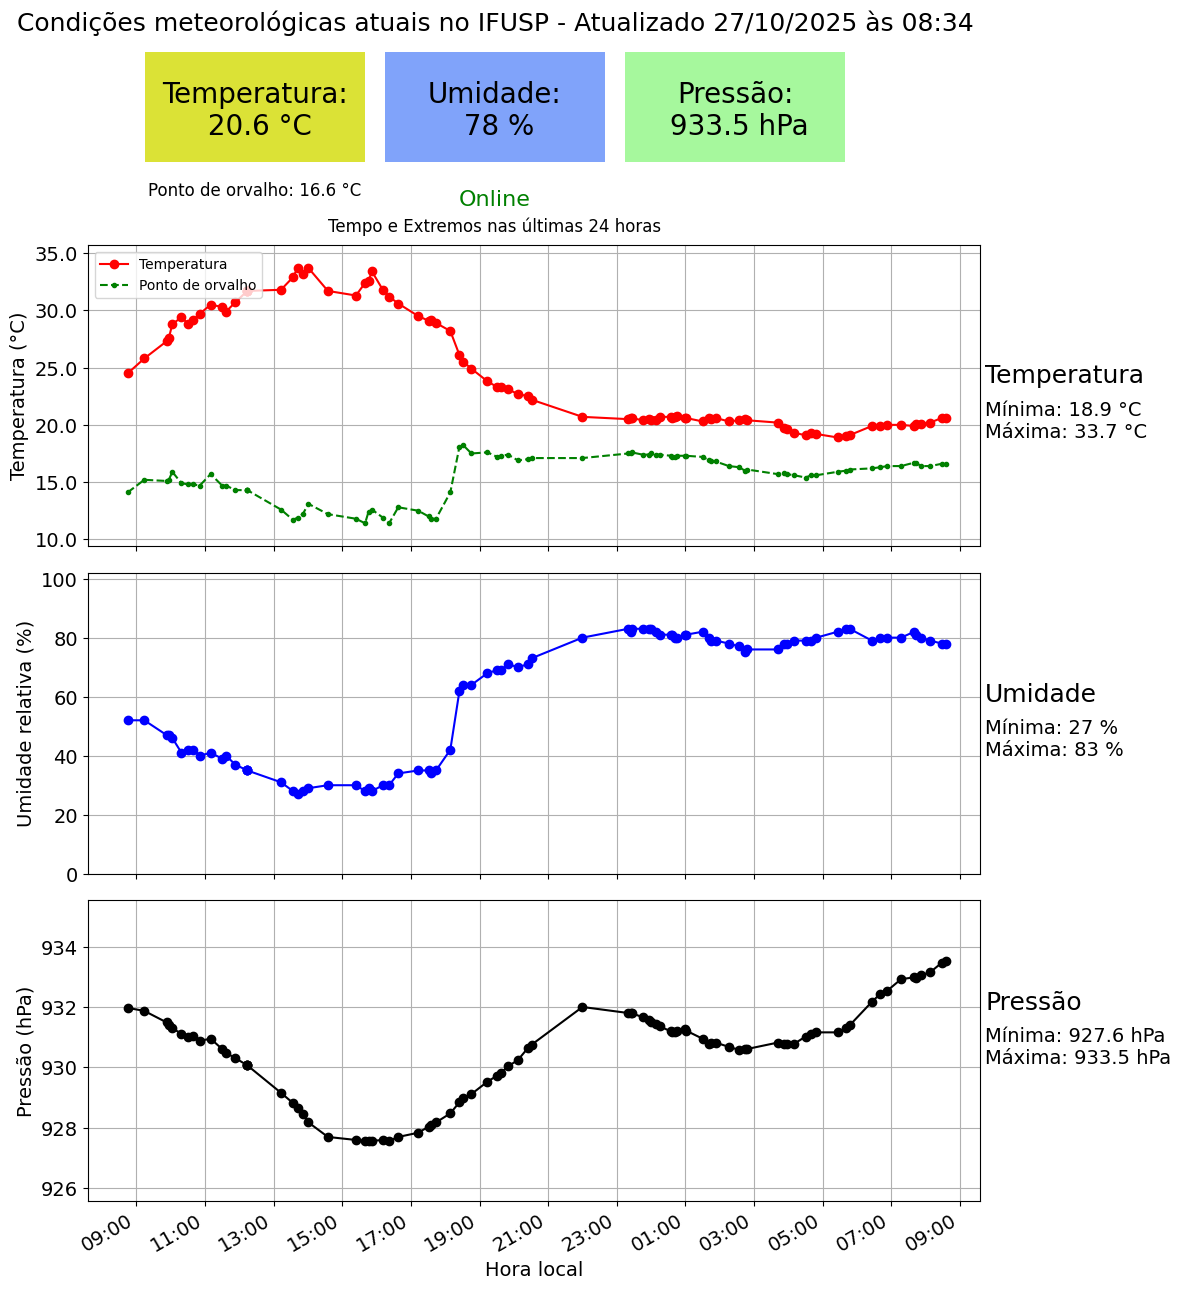 Condições meteorológicas atuais no IFUSP - Atualizado 27/10/2025 às 08:34
Temperatura:
20.6 °C
Umidade:
78 %
Pressão:
933.5 hPa
Ponto de orvalho: 16.6 °C
Online
Tempo e Extremos nas últimas 24 horas
Temperatura (°C)
35.0
30.0
25.0
20.0
15.0
10.0
Temperatura
Ponto de orvalho
Temperatura
Mínima: 18.9 °C
Máxima: 33.7 °C
Umidade relativa (%)
100
80
60
40
20
0
Umidade
Mínima: 27 %
Máxima: 83 %
Pressão (hPa)
934
932
930
928
926
Pressão
Mínima: 927.6 hPa
Máxima: 933.5 hPa
09:00 11:00 13:00 15:00 17:00 19:00 21:00 23:00 01:00 03:00 05:00 07:00 09:00
Hora local